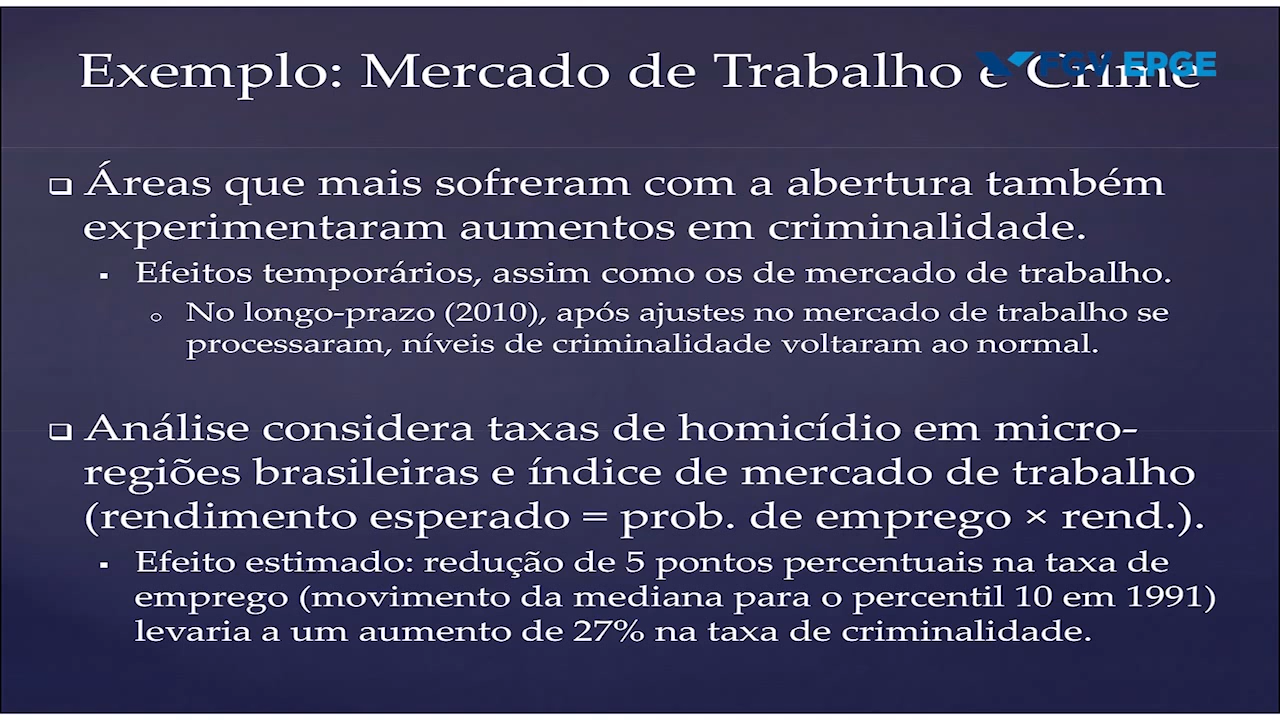 Exemplo: Mercado de Trabalho e Crime
FGV EPGE
Áreas que mais sofreram com a abertura também
experimentaram aumentos em criminalidade.
Efeitos temporários, assim como os de mercado de trabalho.
No longo-prazo (2010), após ajustes no mercado de trabalho se
processaram, níveis de criminalidade voltaram ao normal.
Análise considera taxas de homicídio em micro-
regiões brasileiras e índice de mercado de trabalho
(rendimento esperado = prob. de emprego × rend.).
Efeito estimado: redução de 5 pontos percentuais na taxa de
emprego (movimento da mediana para o percentil 10 em 1991)
levaria a um aumento de 27% na taxa de criminalidade.